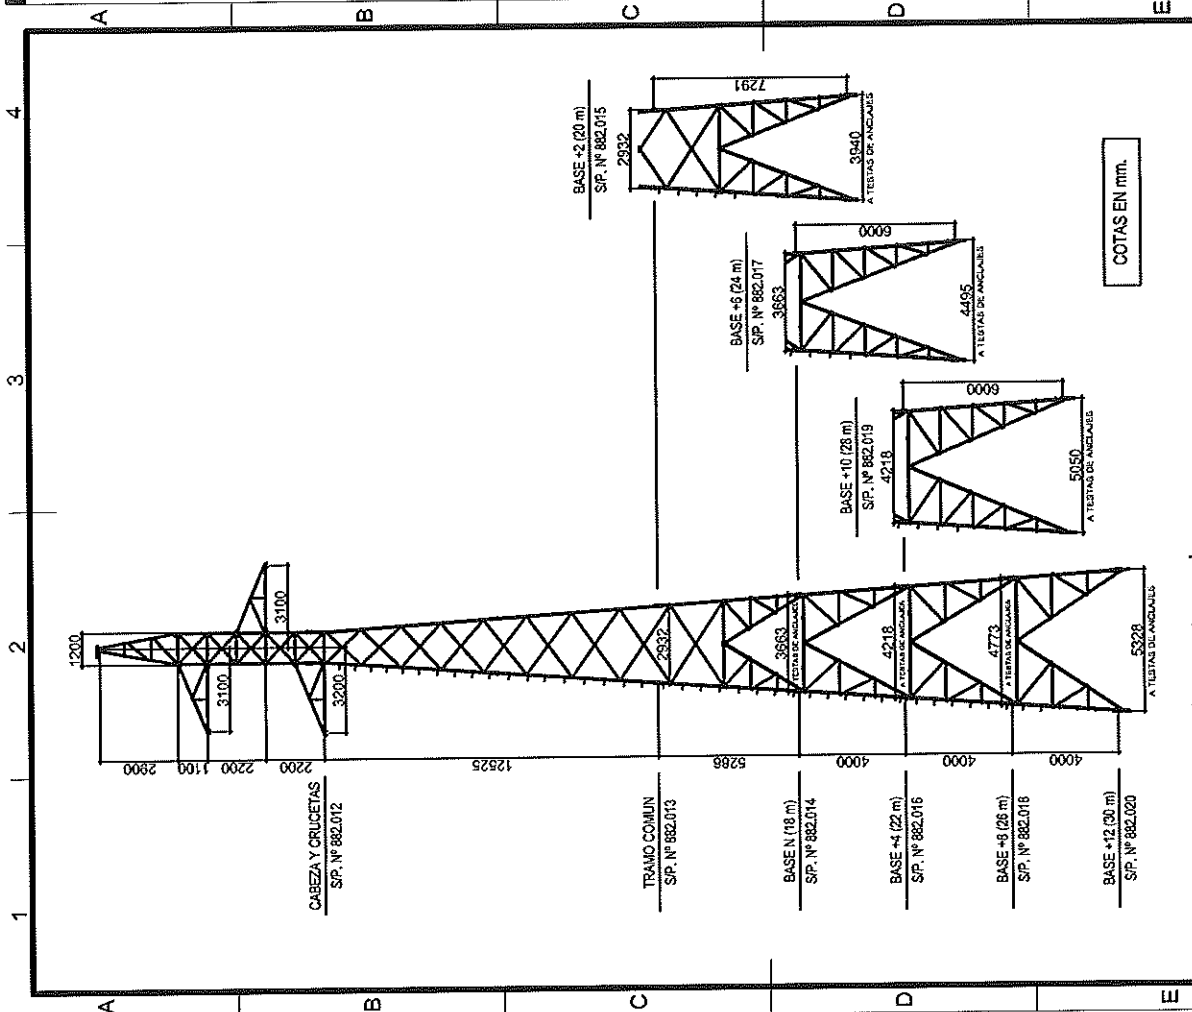 A
B
C
D
E
4
3
2
1
BASE +2 (20 m)
S/P. Nº 882.015
2932
7291
3940
A TESTAS DE ANCLAJES
BASE +6 (24 m)
S/P. Nº 882.017
3663
6000
4495
A TESTAS DE ANCLAJES
COTAS EN mm.
BASE +10 (28 m)
S/P. Nº 882.019
4218
6000
5050
A TESTAS DE ANCLAJES
1200
3100
3100
3200
2900
1100
2200
2200
12525
5286
4000
4000
4000
CABEZA Y CRUCETAS
S/P. Nº 882.012
TRAMO COMUN
S/P. Nº 882.013
2932
BASE N (18 m)
S/P. Nº 882.014
3663
A TESTAS DE ANCLAJES
BASE +4 (22 m)
S/P. Nº 882.016
4218
A TESTAS DE ANCLAJES
BASE +8 (26 m)
S/P. Nº 882.018
4773
A TESTAS DE ANCLAJES
BASE +12 (30 m)
S/P. Nº 882.020
5328
A TESTAS DE ANCLAJES
A
B
C
D
E